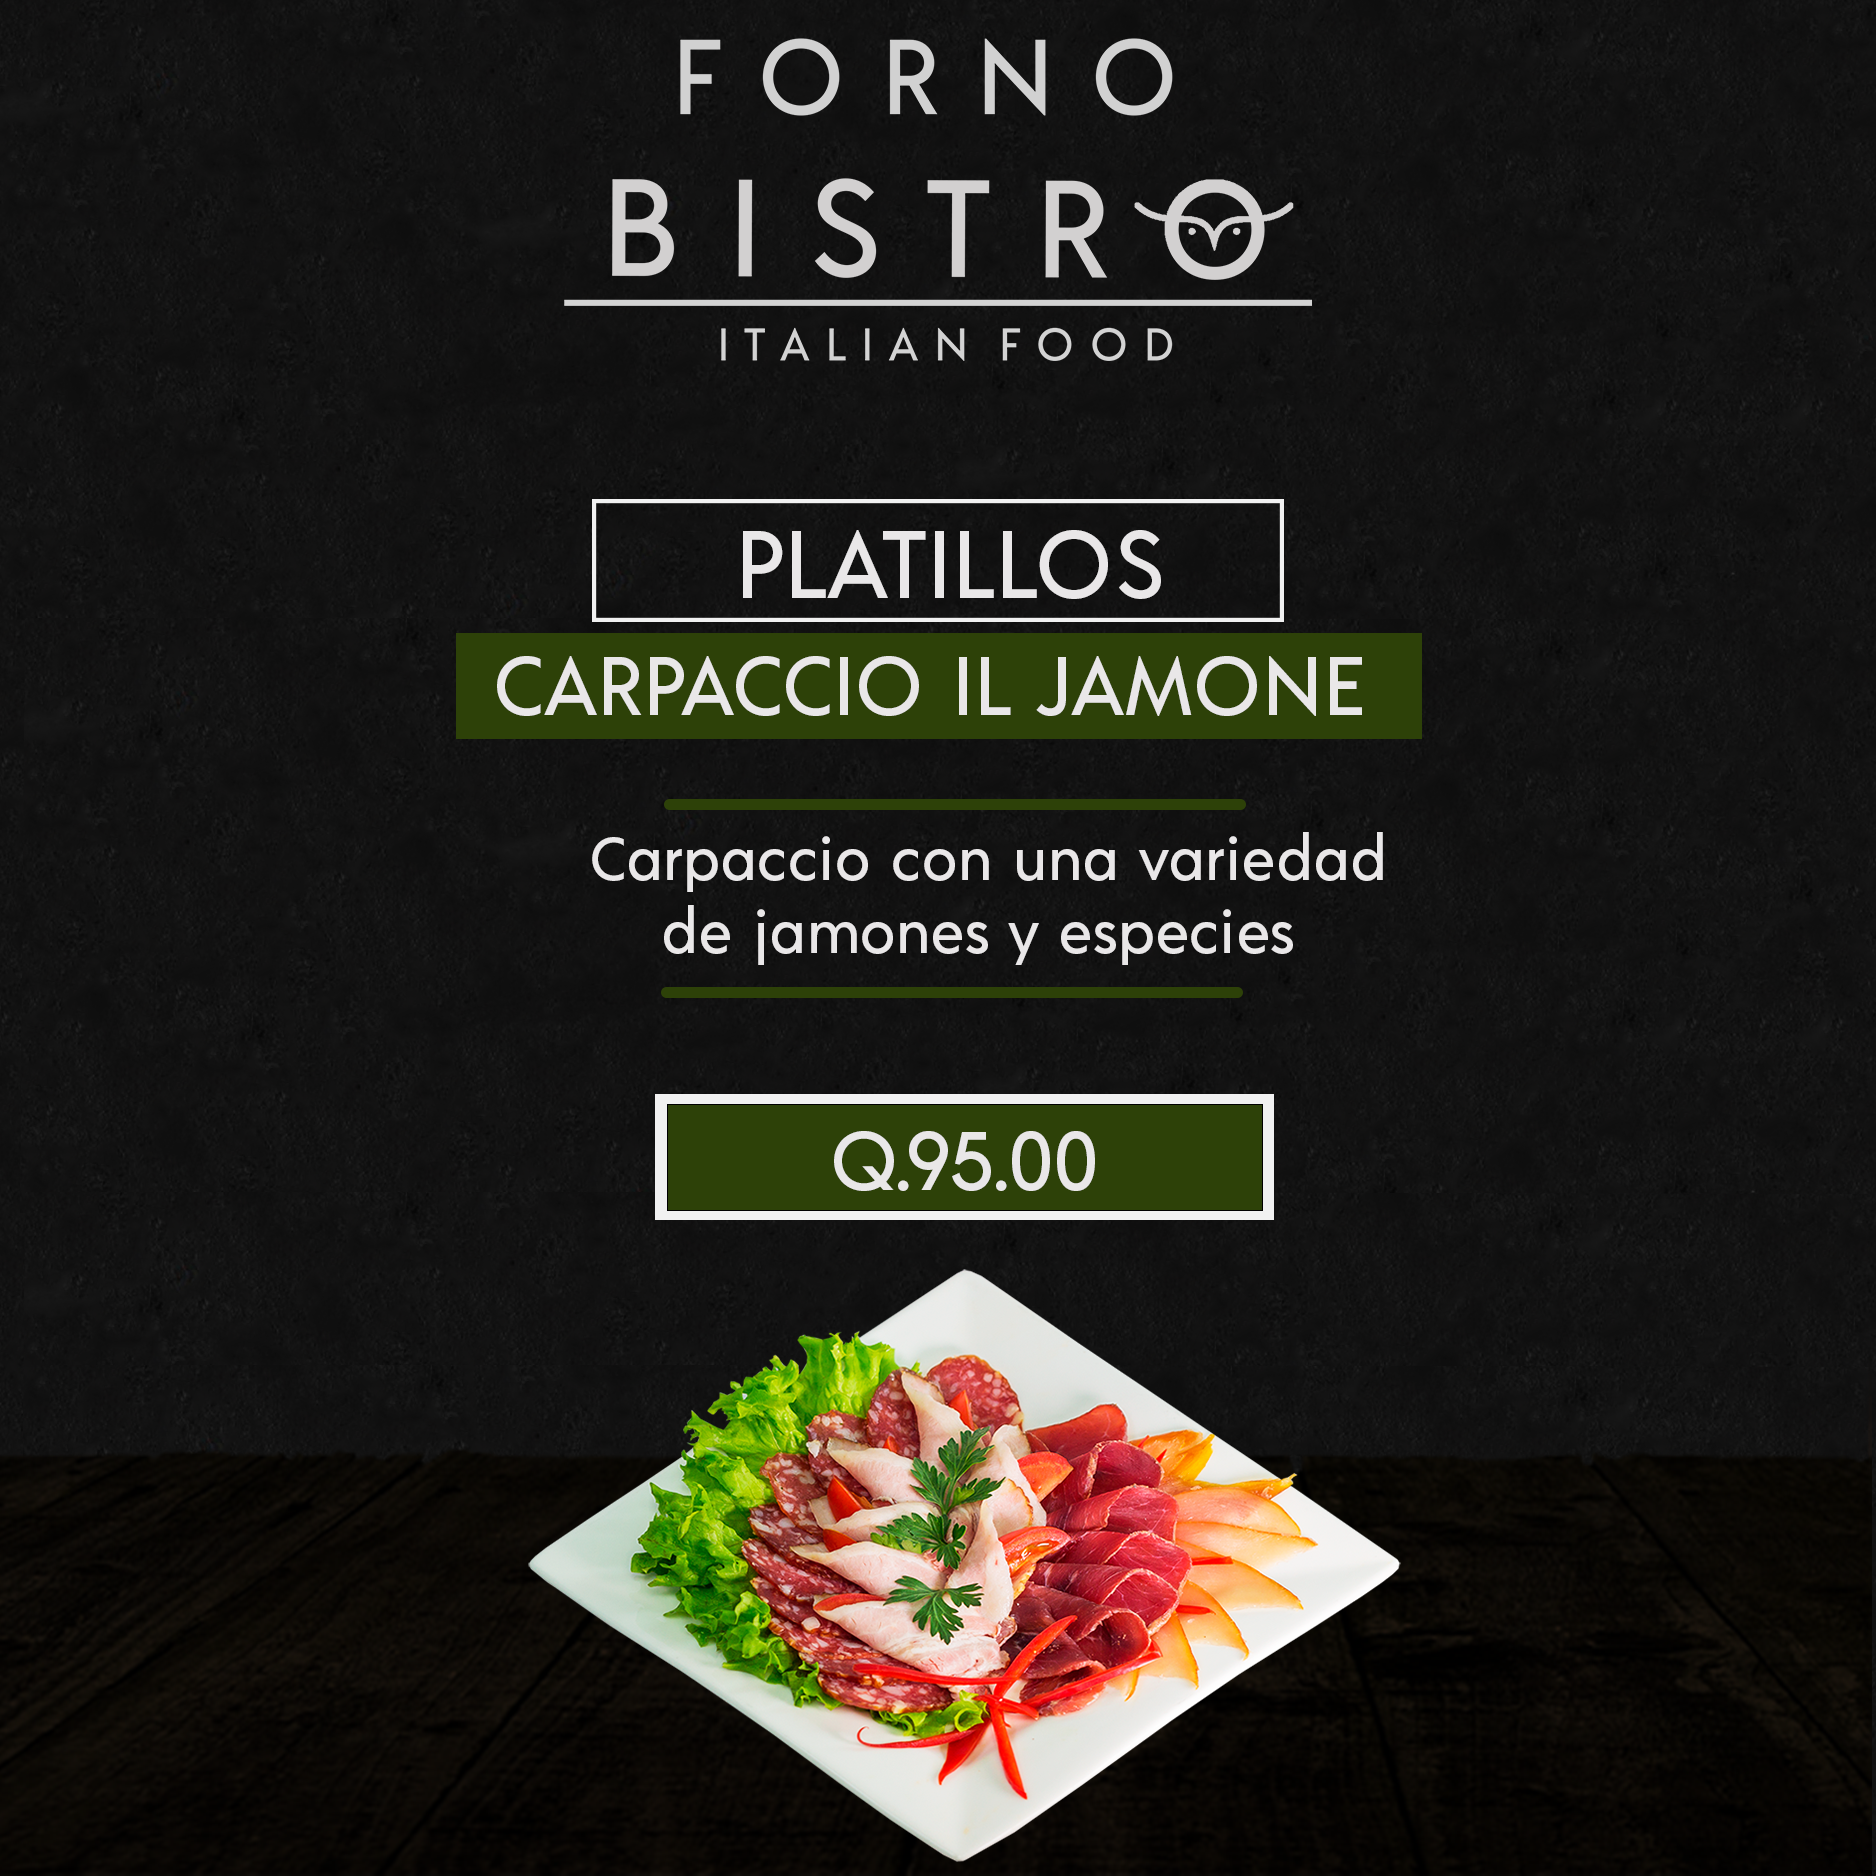 FORNO
BISTRO
ITALIAN FOOD
PLATILLOS
CARPACCIO IL JAMONE
Carpaccio con una variedad
de jamones y especies
Q.95.00